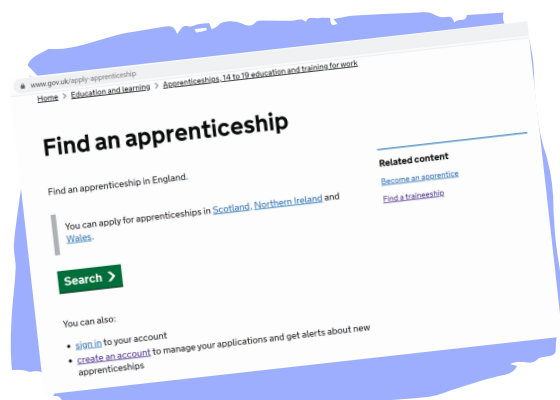 www.gov.uk/apply-apprenticeship
Home > Education and learning > Apprenticeships, 14 to 19 education and training for work
Find an apprenticeship
Find an apprenticeship in England.
You can apply for apprenticeships in Scotland, Northern Ireland and
Wales.
Search >
You can also:
• sign in to your account
• create an account to manage your applications and get alerts about new
apprenticeships
Related content
Become an apprentice
Find a traineeship